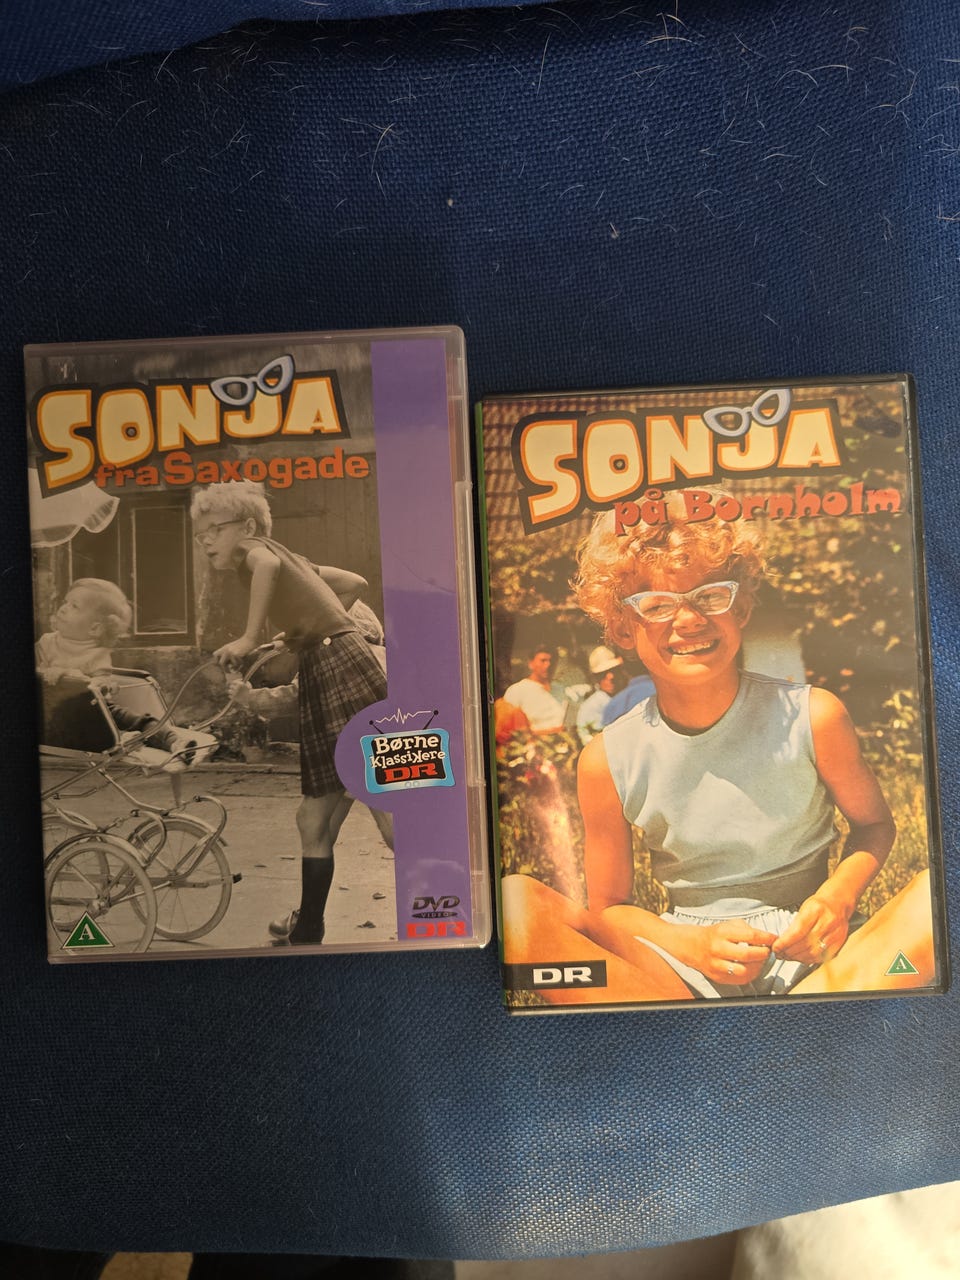 SONJA
fra Saxogade
Børne
Klassikere
DR
A
DVD
VIDEO
DR
SONJA
på Bornholm
DR
A